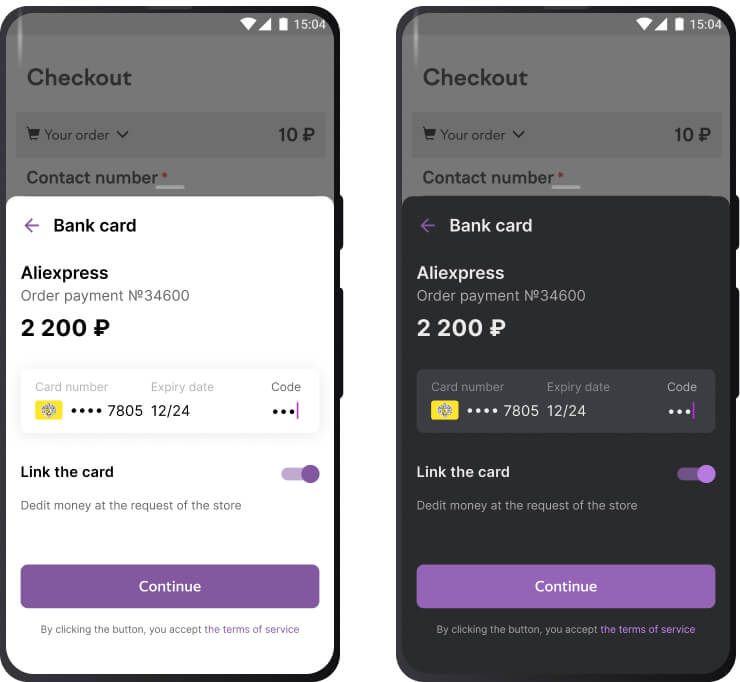 15:04
Checkout
Your order 10 ₽
Contact number *
Bank card
Aliexpress
Order payment №34600
2 200 ₽
Card number Expiry date Code
•••• 7805 12/24 •••
Link the card
Dedit money at the request of the store
Continue
By clicking the button, you accept the terms of service
15:04
Checkout
Your order 10 ₽
Contact number *
Bank card
Aliexpress
Order payment №34600
2 200 ₽
Card number Expiry date Code
•••• 7805 12/24 •••
Link the card
Dedit money at the request of the store
Continue
By clicking the button, you accept the terms of service